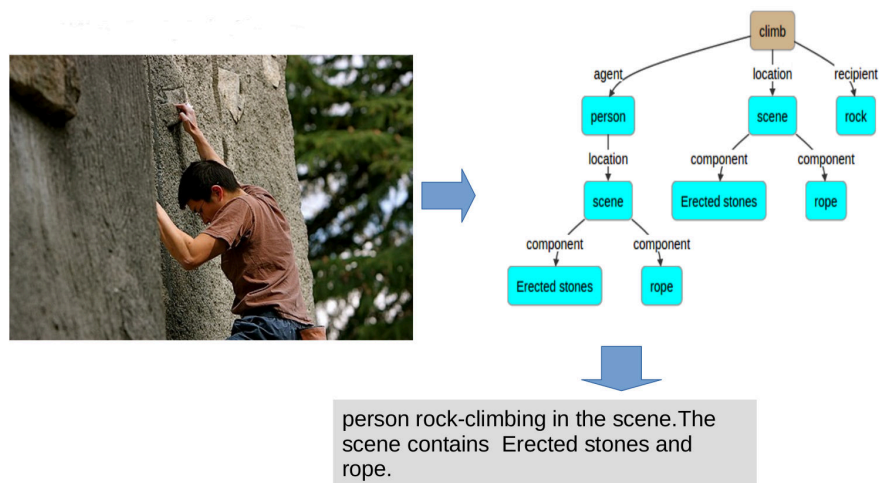 climb
agent
location
recipient
person
scene
rock
location
component
component
scene
Erected stones
rope
component
component
Erected stones
rope
person rock-climbing in the scene.The
scene contains  Erected stones and
rope.